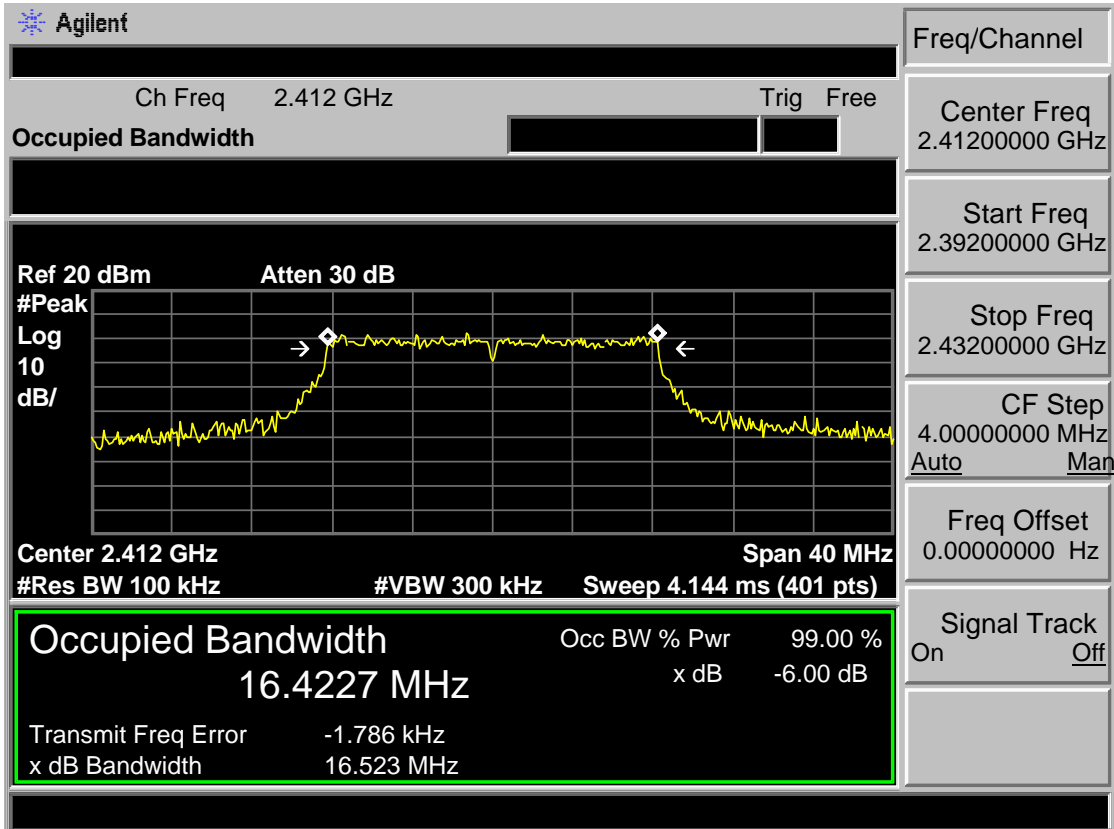 Agilent
Freq/Channel
Ch Freq 2.412 GHz Trig Free
Occupied Bandwidth
Center Freq
2.41200000 GHz
Start Freq
2.39200000 GHz
Stop Freq
2.43200000 GHz
CF Step
4.00000000 MHz
Auto Man
Freq Offset
0.00000000 Hz
Signal Track
On Off
Ref 20 dBm Atten 30 dB
#Peak
Log
10
dB/
Center 2.412 GHz Span 40 MHz
#Res BW 100 kHz #VBW 300 kHz Sweep 4.144 ms (401 pts)
Occupied Bandwidth Occ BW % Pwr 99.00 %
16.4227 MHz x dB -6.00 dB
Transmit Freq Error -1.786 kHz
x dB Bandwidth 16.523 MHz